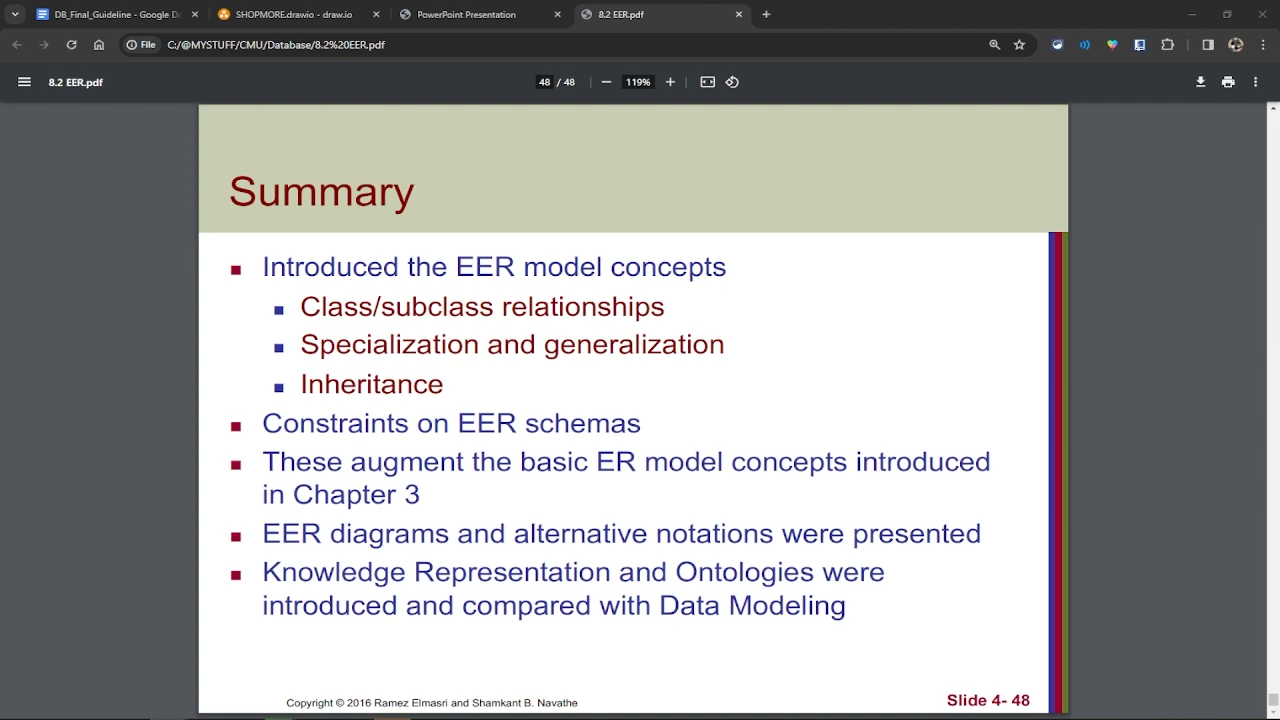 DB_Final_Guideline - Google Do
SHOPMORE.drawio - draw.io
PowerPoint Presentation
8.2 EER.pdf
File
C:/@MYSTUFF/CMU/Database/8.2%20EER.pdf
8.2 EER.pdf
48 / 48
119%
Summary
Introduced the EER model concepts
Class/subclass relationships
Specialization and generalization
Inheritance
Constraints on EER schemas
These augment the basic ER model concepts introduced
in Chapter 3
EER diagrams and alternative notations were presented
Knowledge Representation and Ontologies were
introduced and compared with Data Modeling
Copyright © 2016 Ramez Elmasri and Shamkant B. Navathe
Slide 4- 48